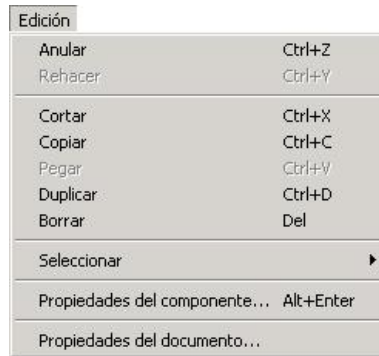 Edición
Anular Ctrl+Z
Rehacer Ctrl+Y
Cortar Ctrl+X
Copiar Ctrl+C
Pegar Ctrl+V
Duplicar Ctrl+D
Borrar Del
Seleccionar
Propiedades del componente... Alt+Enter
Propiedades del documento...